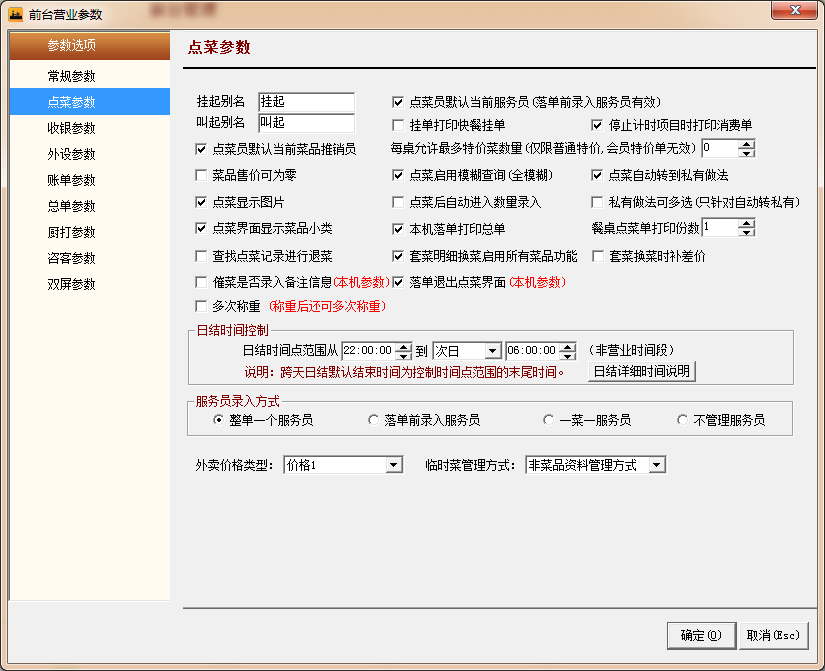 前台营业参数
参数选项
常规参数
点菜参数
收银参数
外设参数
账单参数
总单参数
厨打参数
咨客参数
双屏参数
点菜参数
挂起别名 挂起
点菜员默认当前服务员(落单前录入服务员有效)
叫起别名 叫起
挂单打印快餐挂单 停止计时项目时打印消费单
点菜员默认当前菜品推销员 每桌允许最多特价菜数量(仅限普通特价,会员特价单无效) 0
菜品售价可为零 点菜启用模糊查询(全模糊) 点菜自动转到私有做法
点菜显示图片 点菜后自动进入数量录入 私有做法可多选(只针对自动转私有)
点菜界面显示菜品小类 本机落单打印总单 餐桌点菜单打印份数 1
查找点菜记录进行退菜 套菜明细换菜启用所有菜品功能 套菜换菜时补差价
催菜是否录入备注信息(本机参数) 落单退出点菜界面(本机参数)
多次称重 (称重后还可多次称重)
日结时间控制
日结时间点范围从 22:00:00 到 次日 06:00:00 (非营业时间段)
说明：跨天日结默认结束时间为控制时间点范围的末尾时间。 日结详细时间说明
服务员录入方式
整单一个服务员 落单前录入服务员 一菜一服务员 不管理服务员
外卖价格类型： 价格1 临时菜管理方式： 非菜品资料管理方式
确定(O) 取消(Esc)